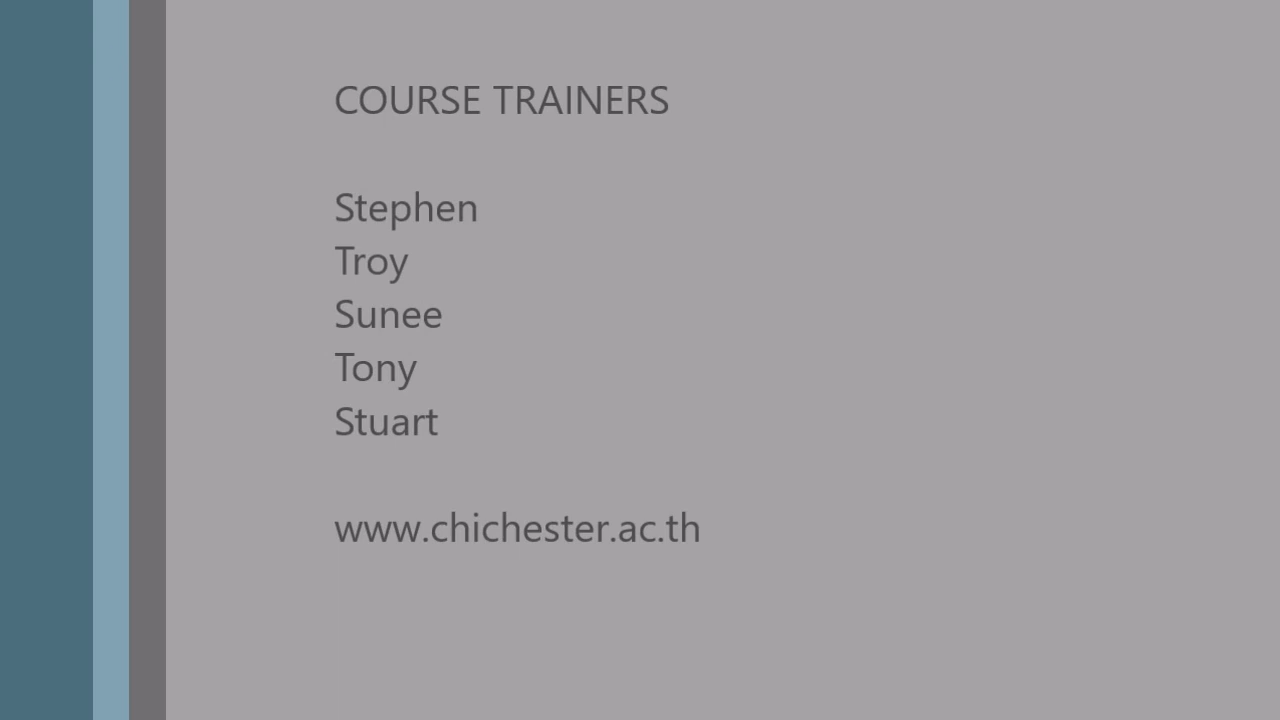 COURSE TRAINERS
Stephen
Troy
Sunee
Tony
Stuart
www.chichester.ac.th